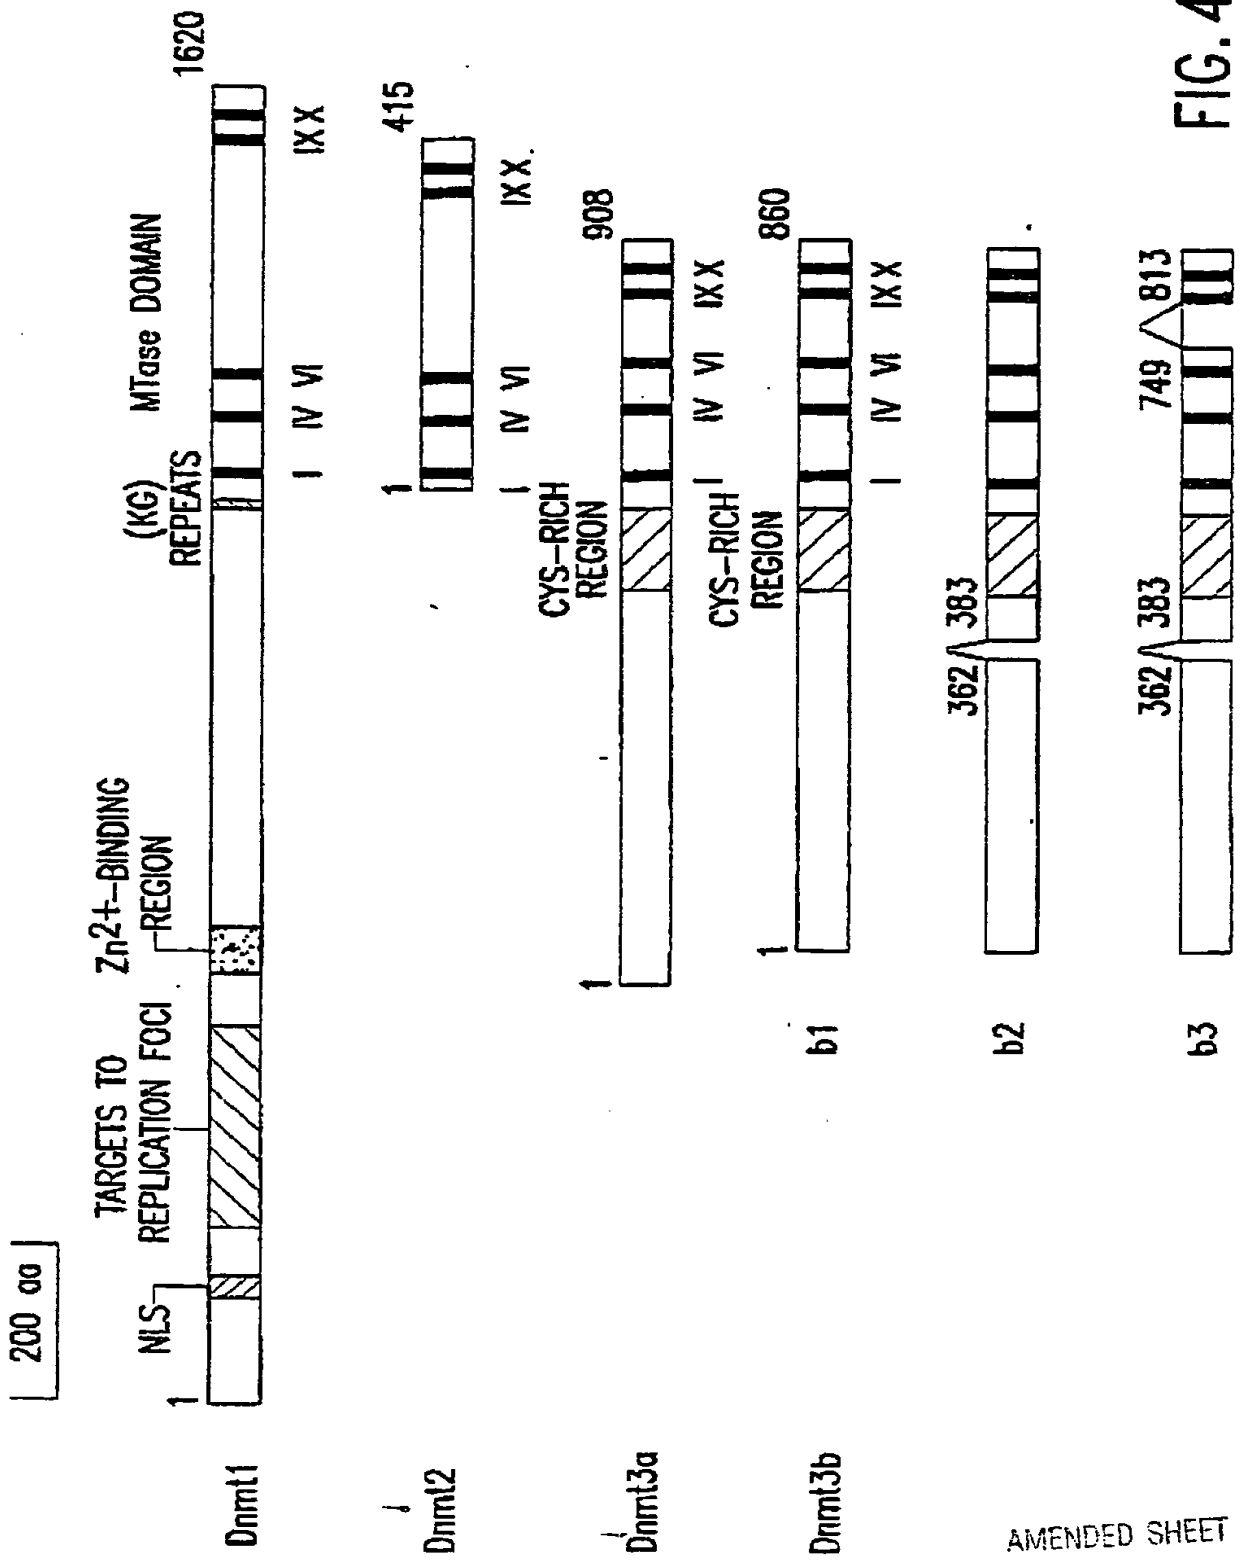 200 aa
NLS
TARGETS TO
REPLICATION FOCI
Zn2+-BINDING
REGION
(KG)
REPEATS
MTase DOMAIN
Dnmt1
1
1620
I IV VI IX X
Dnmt2
1
415
I IV VI IX X
CYS-RICH
REGION
Dnmt3a
1
908
I IV VI IX X
CYS-RICH
REGION
Dnmt3b
b1
1
860
I IV VI IX X
b2
362 383
b3
362 383 749 813
FIG. 4
AMENDED SHEET